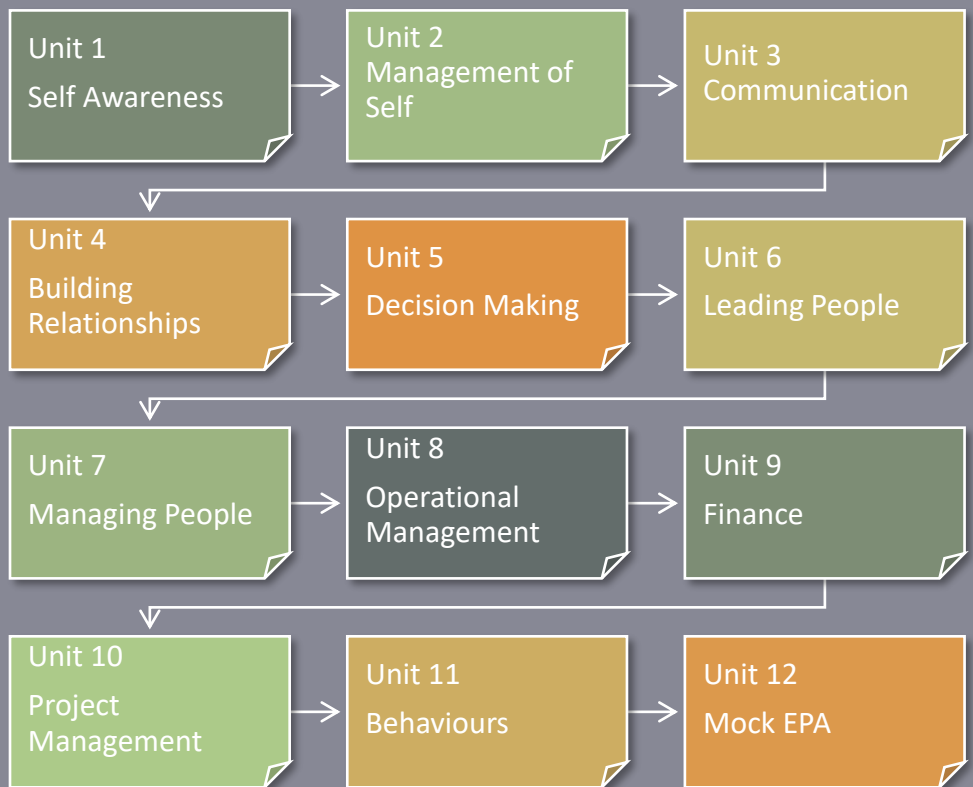 Unit 1
Self Awareness
Unit 2
Management of
Self
Unit 3
Communication
Unit 4
Building
Relationships
Unit 5
Decision Making
Unit 6
Leading People
Unit 7
Managing People
Unit 8
Operational
Management
Unit 9
Finance
Unit 10
Project
Management
Unit 11
Behaviours
Unit 12
Mock EPA